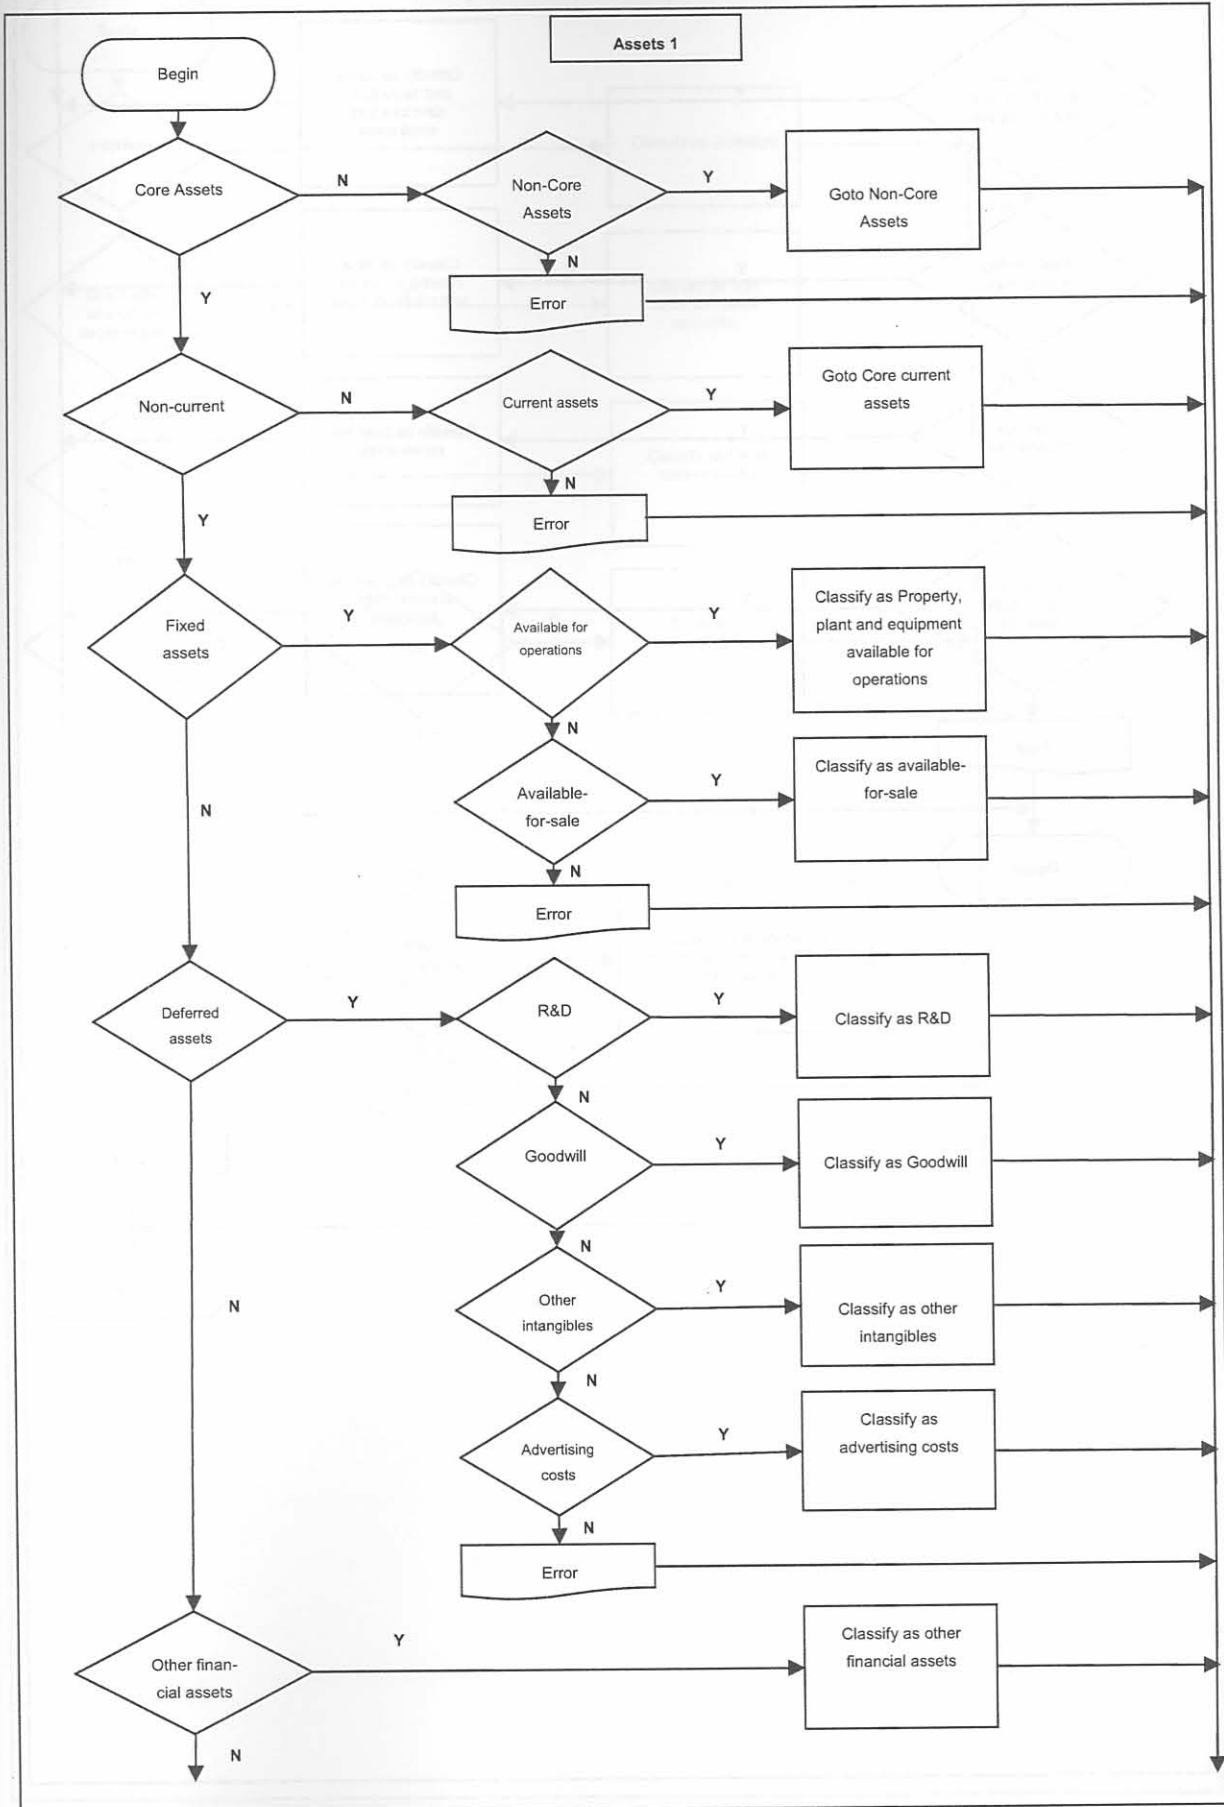 Assets 1
Begin
Core Assets
N
Non-Core
Assets
Y
Goto Non-Core
Assets
N
Error
Y
Non-current
N
Current assets
Y
Goto Core current
assets
N
Error
Y
Fixed
assets
Y
Available for
operations
Y
Classify as Property,
plant and equipment
available for
operations
N
N
Available-
for-sale
Y
Classify as available-
for-sale
N
Error
Deferred
assets
Y
R&D
Y
Classify as R&D
N
Goodwill
Y
Classify as Goodwill
N
N
Other
intangibles
Y
Classify as other
intangibles
N
Advertising
costs
Y
Classify as
advertising costs
N
Error
Other finan-
cial assets
Y
Classify as other
financial assets
N